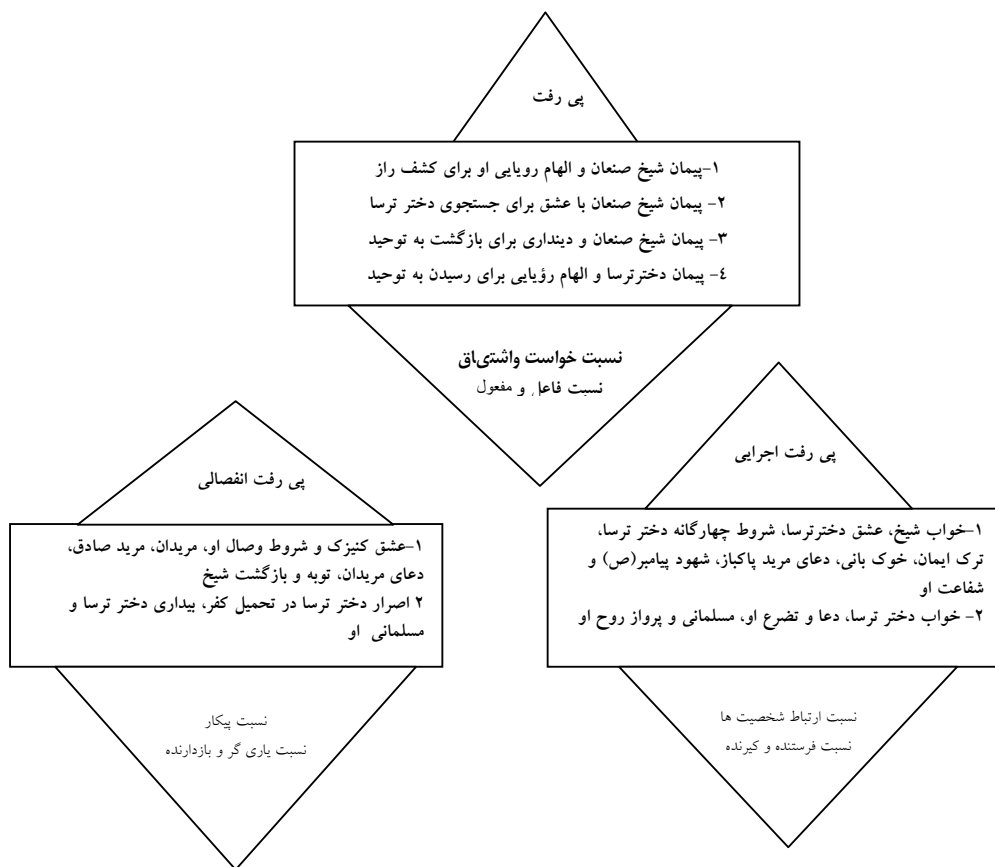 پی رفت
۱-پیمان شیخ صنعان و الهام رویایی او برای کشف راز
۲- پیمان شیخ صنعان با عشق برای جستجوی دختر ترسا
۳- پیمان شیخ صنعان و دینداری برای بازگشت به توحید
٤- پیمان دخترترسا و الهام رؤیایی برای رسیدن به توحید
نسبت خواست واشتیاق
نسبت فاعل و مفعول
پی رفت اجرایی
۱-خواب شیخ، عشق دخترترسا، شروط چهارگانه دختر ترسا،
ترک ایمان، خوک بانی، دعای مرید پاکباز، شهود پیامبر(ص) و
شفاعت او
۲- خواب دختر ترسا، دعا و تضرع او، مسلمانی و پرواز روح او
نسبت ارتباط شخصیت ها
نسبت فرستنده و کیرنده
پی رفت انفصالی
۱-عشق کنیزک و شروط وصال او، مریدان، مرید صادق،
دعای مریدان، توبه و بازگشت شیخ
۲ اصرار دختر ترسا در تحمیل کفر، بیداری دختر ترسا و
مسلمانی او
نسبت پیکار
نسبت یاری گر و بازدارنده